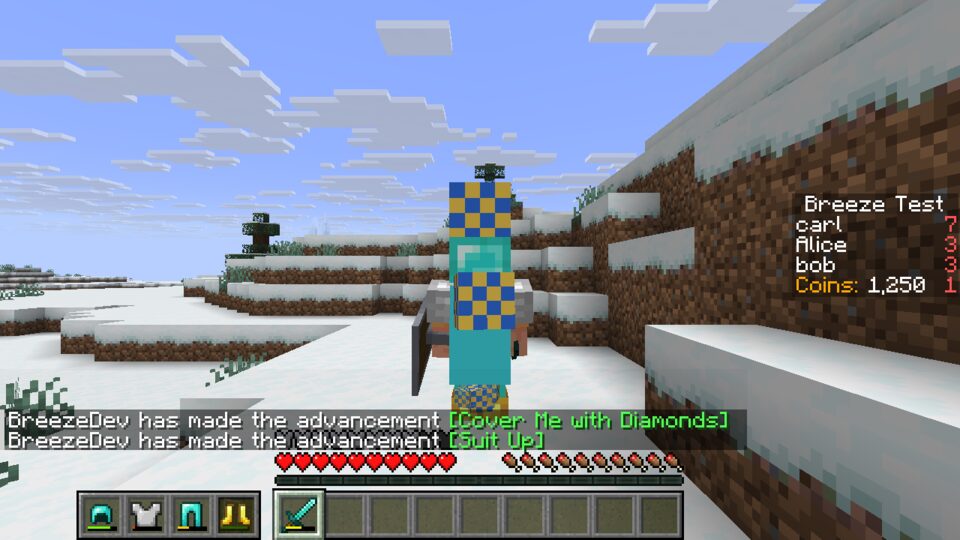 Breeze Test
carl 7
Alice 3
bob 3
Coins: 1,250 1
BreezeDev has made the advancement [Cover Me with Diamonds]
BreezeDev has made the advancement [Suit Up]